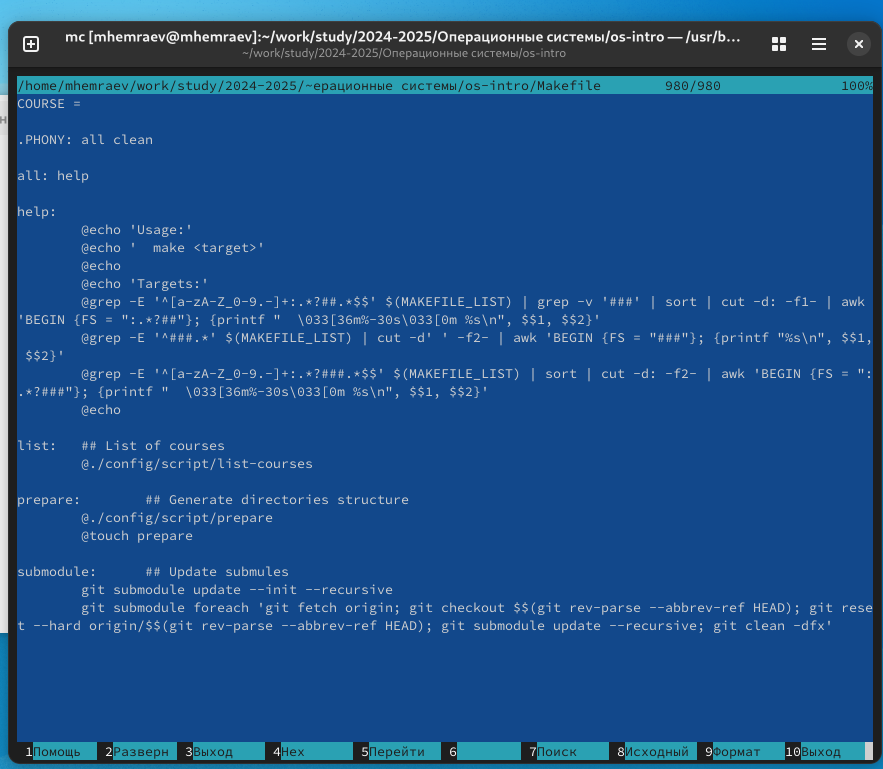 mc [mhemraev@mhemraev]:~/work/study/2024-2025/Операционные системы/os-intro — /usr/b…
~/work/study/2024-2025/Операционные системы/os-intro
/home/mhemraev/work/study/2024-2025/~ерационные системы/os-intro/Makefile        980/980               100%
COURSE =
.PHONY: all clean
all: help
help:
        @echo 'Usage:'
        @echo '  make <target>'
        @echo
        @echo 'Targets:'
        @grep -E '^[a-zA-Z_0-9.-]+:.*?##.*$$' $(MAKEFILE_LIST) | grep -v '###' | sort | cut -d: -f1- | awk
'BEGIN {FS = ":.*?##"}; {printf "  \033[36m%-30s\033[0m %s\n", $$1, $$2}'
        @grep -E '^###.*' $(MAKEFILE_LIST) | cut -d' ' -f2- | awk 'BEGIN {FS = "###"}; {printf "%s\n", $$1,
 $$2}'
        @grep -E '^[a-zA-Z_0-9.-]+:.*?###.*$$' $(MAKEFILE_LIST) | sort | cut -d: -f2- | awk 'BEGIN {FS = ":
.*?###"}; {printf "  \033[36m%-30s\033[0m %s\n", $$1, $$2}'
        @echo
list:   ## List of courses
        @./config/script/list-courses
prepare:        ## Generate directories structure
        @./config/script/prepare
        @touch prepare
submodule:      ## Update submules
        git submodule update --init --recursive
        git submodule foreach 'git fetch origin; git checkout $$(git rev-parse --abbrev-ref HEAD); git rese
t --hard origin/$$(git rev-parse --abbrev-ref HEAD); git submodule update --recursive; git clean -dfx'
1Помощь 2Разверн 3Выход 4Hex 5Перейти 6 7Поиск 8Исходный 9Формат 10Выход